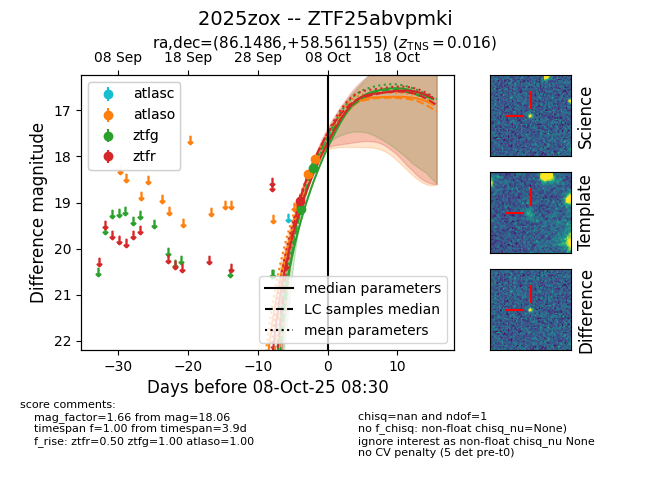 2025zox -- ZTF25abvpmki
ra,dec=(86.1486,+58.561155) (z_TNS = 0.016)
08 Sep 18 Sep 28 Sep 08 Oct 18 Oct
17
18
19
20
21
22
Difference magnitude
atlasc
atlaso
ztfg
ztfr
median parameters
LC samples median
mean parameters
−30 −20 −10 0 10
Days before 08-Oct-25 08:30
Science
Template
Difference
score comments:
mag_factor=1.66 from mag=18.06
timespan f=1.00 from timespan=3.9d
f_rise: ztfr=0.50 ztfg=1.00 atlaso=1.00
chisq=nan and ndof=1
no f_chisq: non-float chisq_nu=None)
ignore interest as non-float chisq_nu None
no CV penalty (5 det pre-t0)